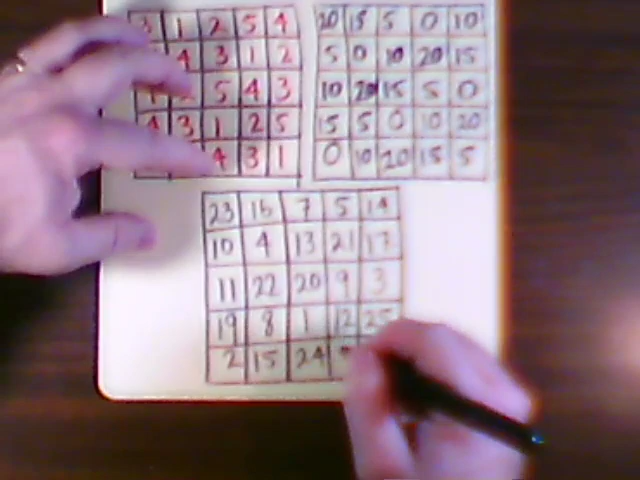 3 1 2 5 4
4 3 1 2
5 4 3
4 3 1 2 5
4 3 1
20 15 5 0 10
5 0 10 20 15
10 20 15 5 0
15 5 0 10 20
0 10 20 15 5
23 16 7 5 14
10 4 13 21 17
11 22 20 9 3
19 8 1 12 25
2 15 24